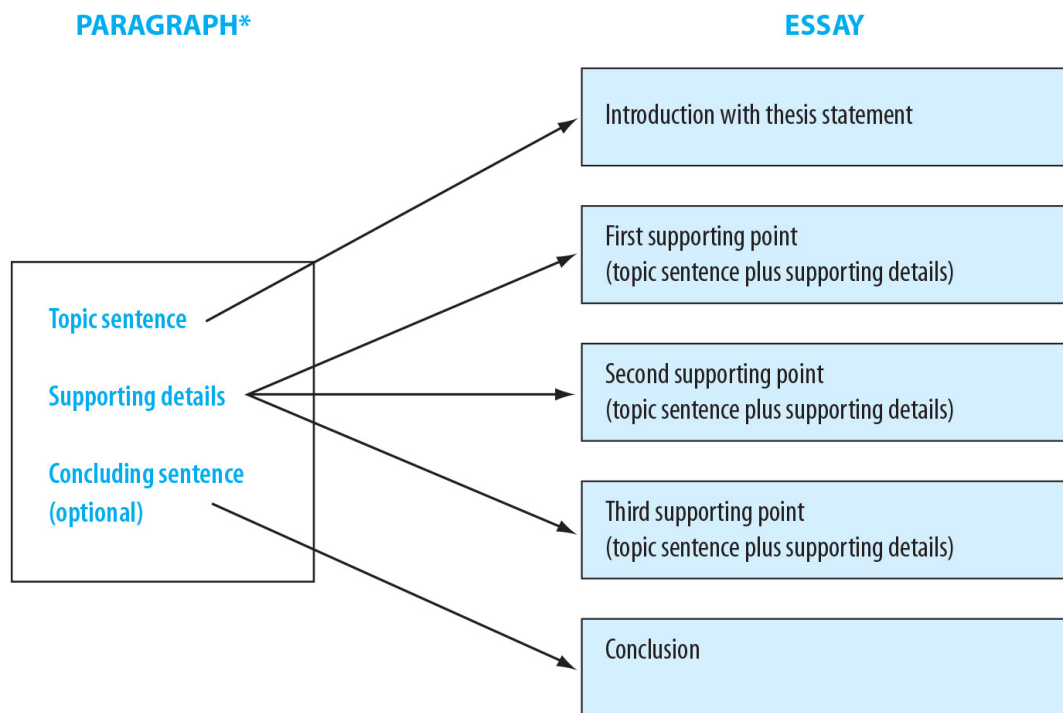 PARAGRAPH*
Topic sentence
Supporting details
Concluding sentence
(optional)
ESSAY
Introduction with thesis statement
First supporting point
(topic sentence plus supporting details)
Second supporting point
(topic sentence plus supporting details)
Third supporting point
(topic sentence plus supporting details)
Conclusion